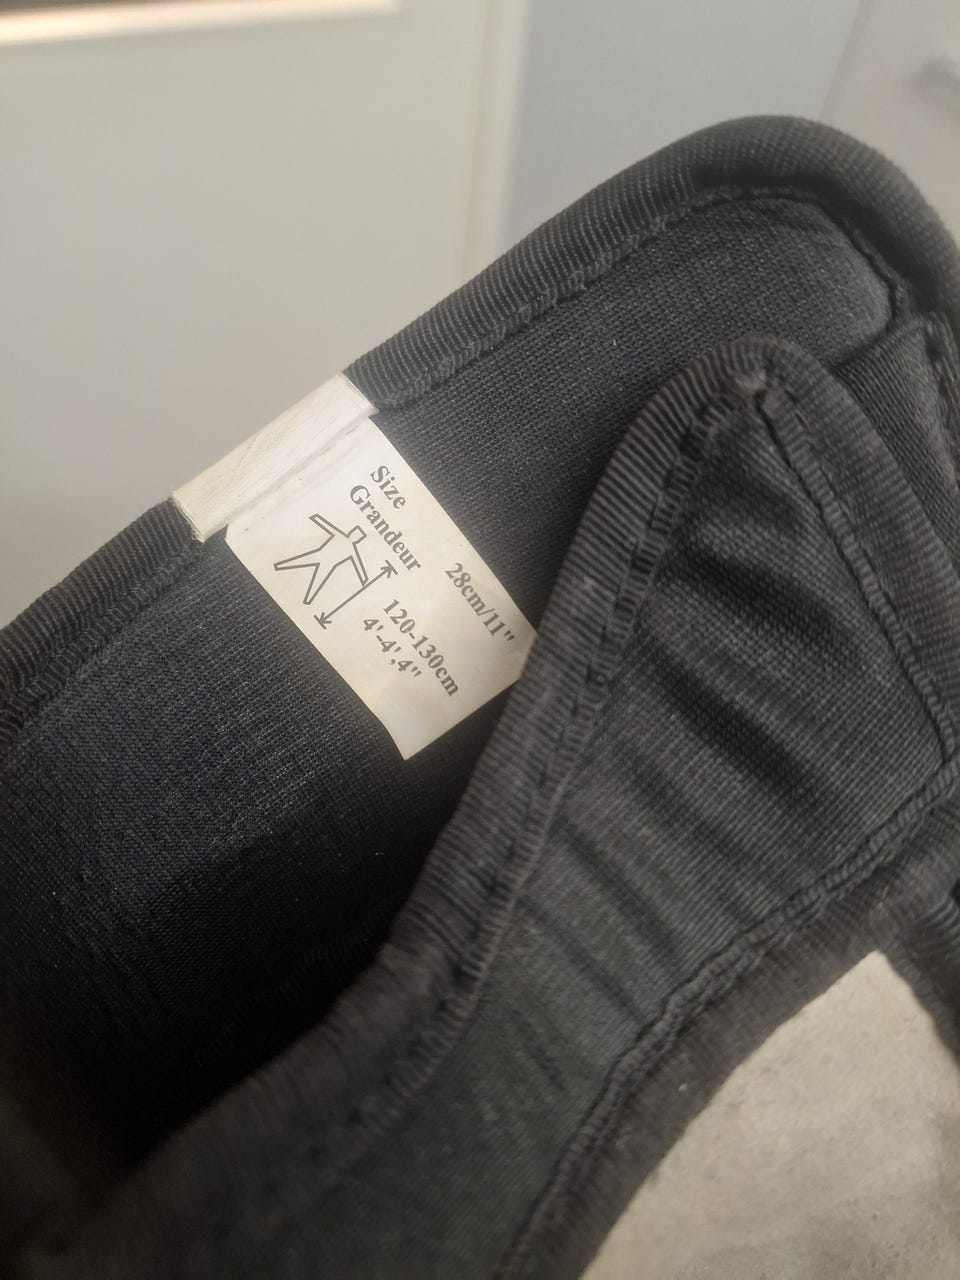 Size
Grandeur
28cm/11"
120-130cm
4'-4',4"